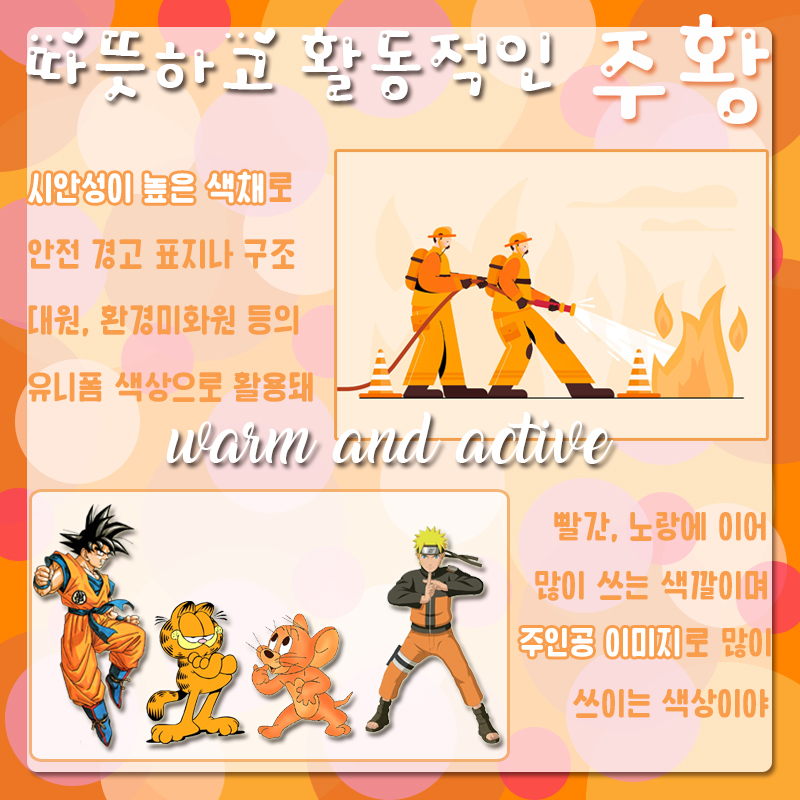 따뜻하고 활동적인 주황
시안성이 높은 색채로
안전 경고 표지나 구조
대원, 환경미화원 등의
유니폼 색상으로 활용돼
warm and active
빨간, 노랑에 이어
많이 쓰는 색깔이며
주인공 이미지로 많이
쓰이는 색상이야